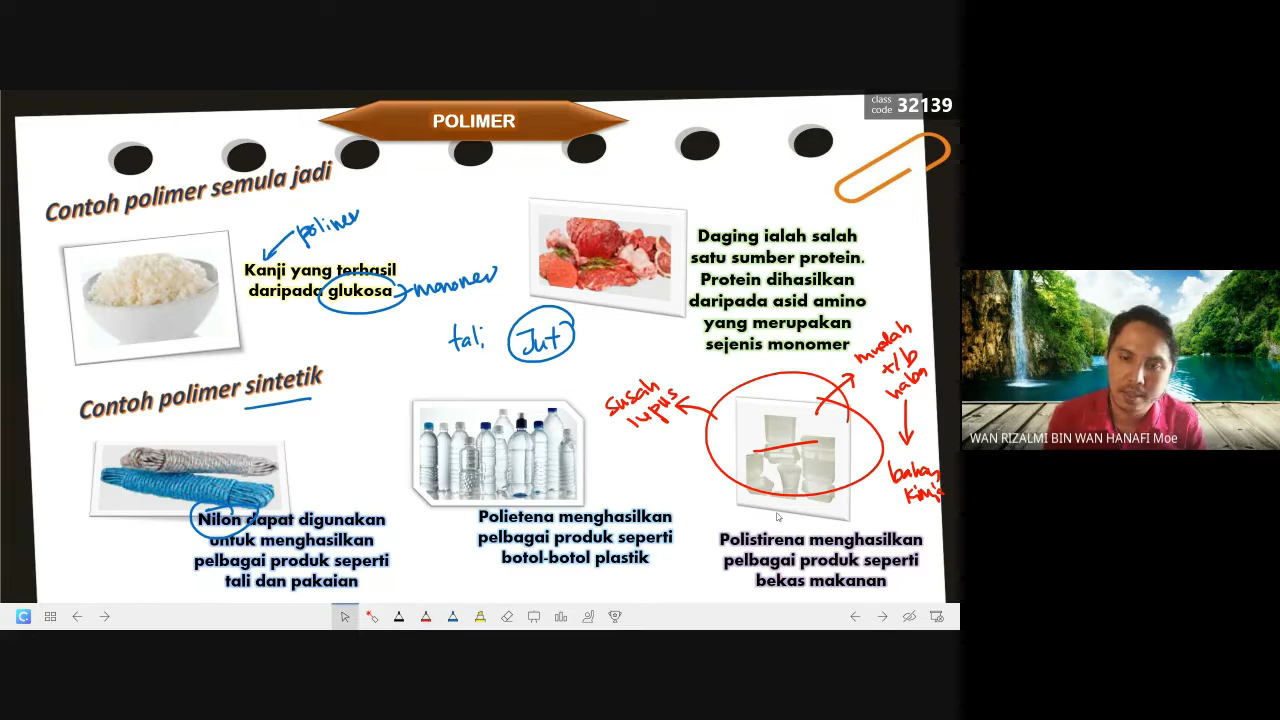 class
code 32139
POLIMER
Contoh polimer semula jadi
polimer
Kanji yang terhasil
daripada glukosa
monomer
Daging ialah salah
satu sumber protein.
Protein dihasilkan
daripada asid amino
yang merupakan
sejenis monomer
tali
Jut
Contoh polimer sintetik
Nilon dapat digunakan
untuk menghasilkan
pelbagai produk seperti
tali dan pakaian
Polietena menghasilkan
pelbagai produk seperti
botol-botol plastik
susah
lupus
mudah
t/b
haba
bahan
kimia
Polistirena menghasilkan
pelbagai produk seperti
bekas makanan
WAN RIZALMI BIN WAN HANAFI Moe